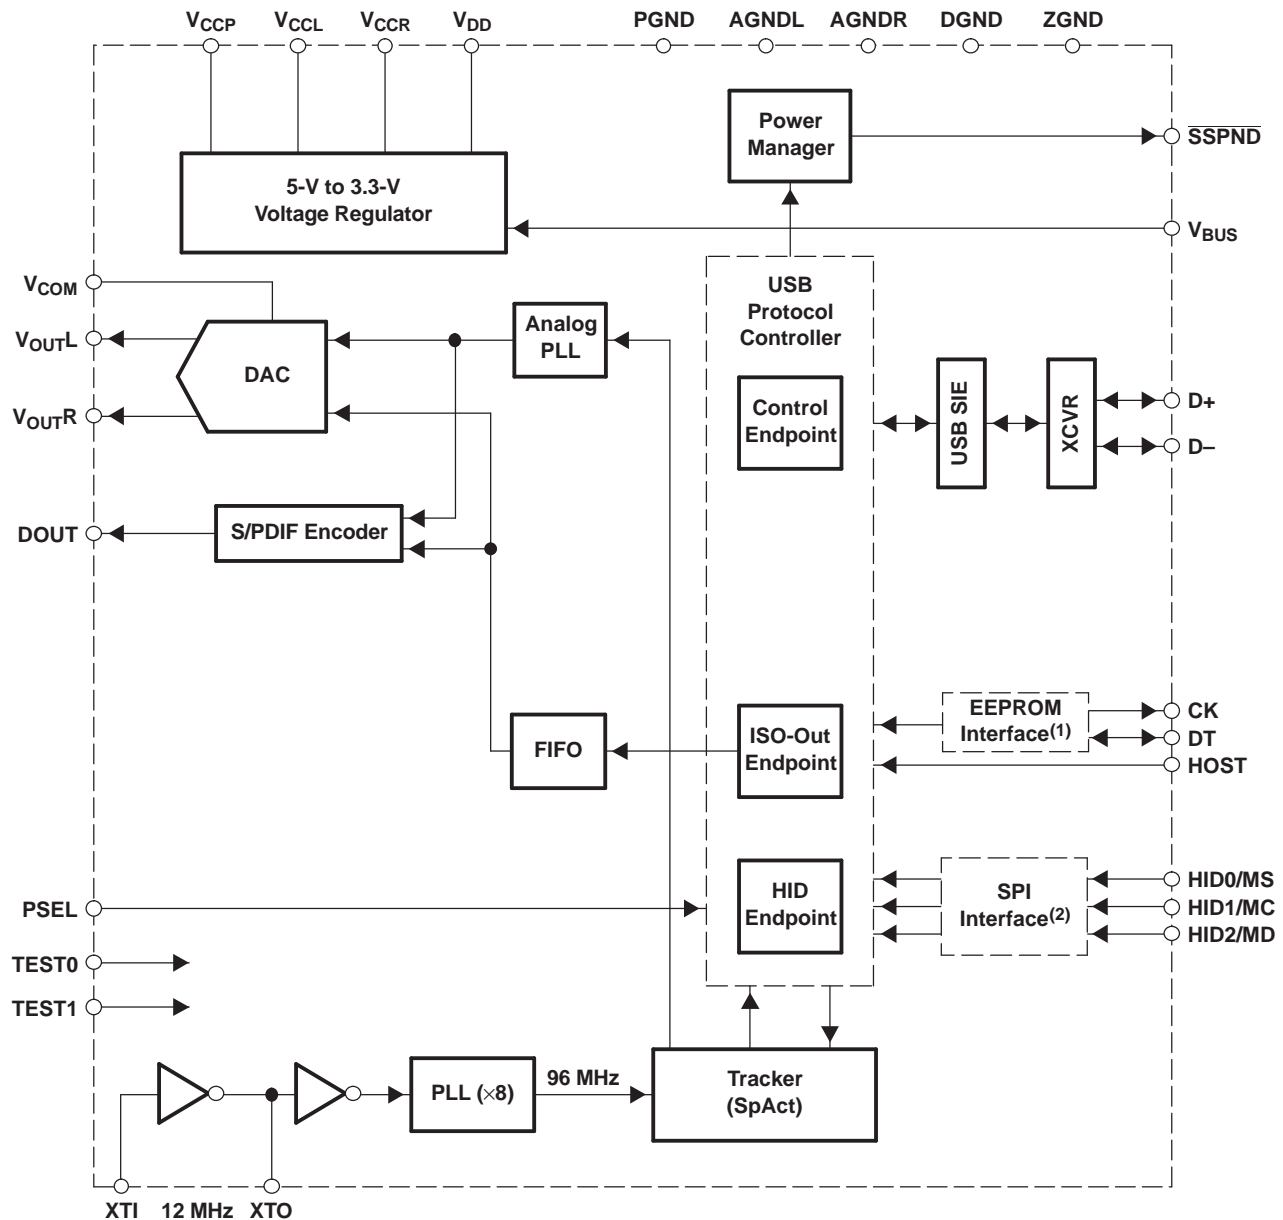 VCCP VCCL VCCR VDD PGND AGNDL AGNDR DGND ZGND
Power
Manager
SSPND
5-V to 3.3-V
Voltage Regulator
VBUS
VCOM
USB
Protocol
Controller
VOUTL
DAC
Analog
PLL
VOUTR
Control
Endpoint
USB SIE
XCVR
D+
D–
DOUT
S/PDIF Encoder
FIFO
ISO-Out
Endpoint
EEPROM
Interface(1)
CK
DT
HOST
PSEL
HID
Endpoint
SPI
Interface(2)
HID0/MS
HID1/MC
HID2/MD
TEST0
TEST1
PLL (×8)
96 MHz
Tracker
(SpAct)
XTI 12 MHz XTO